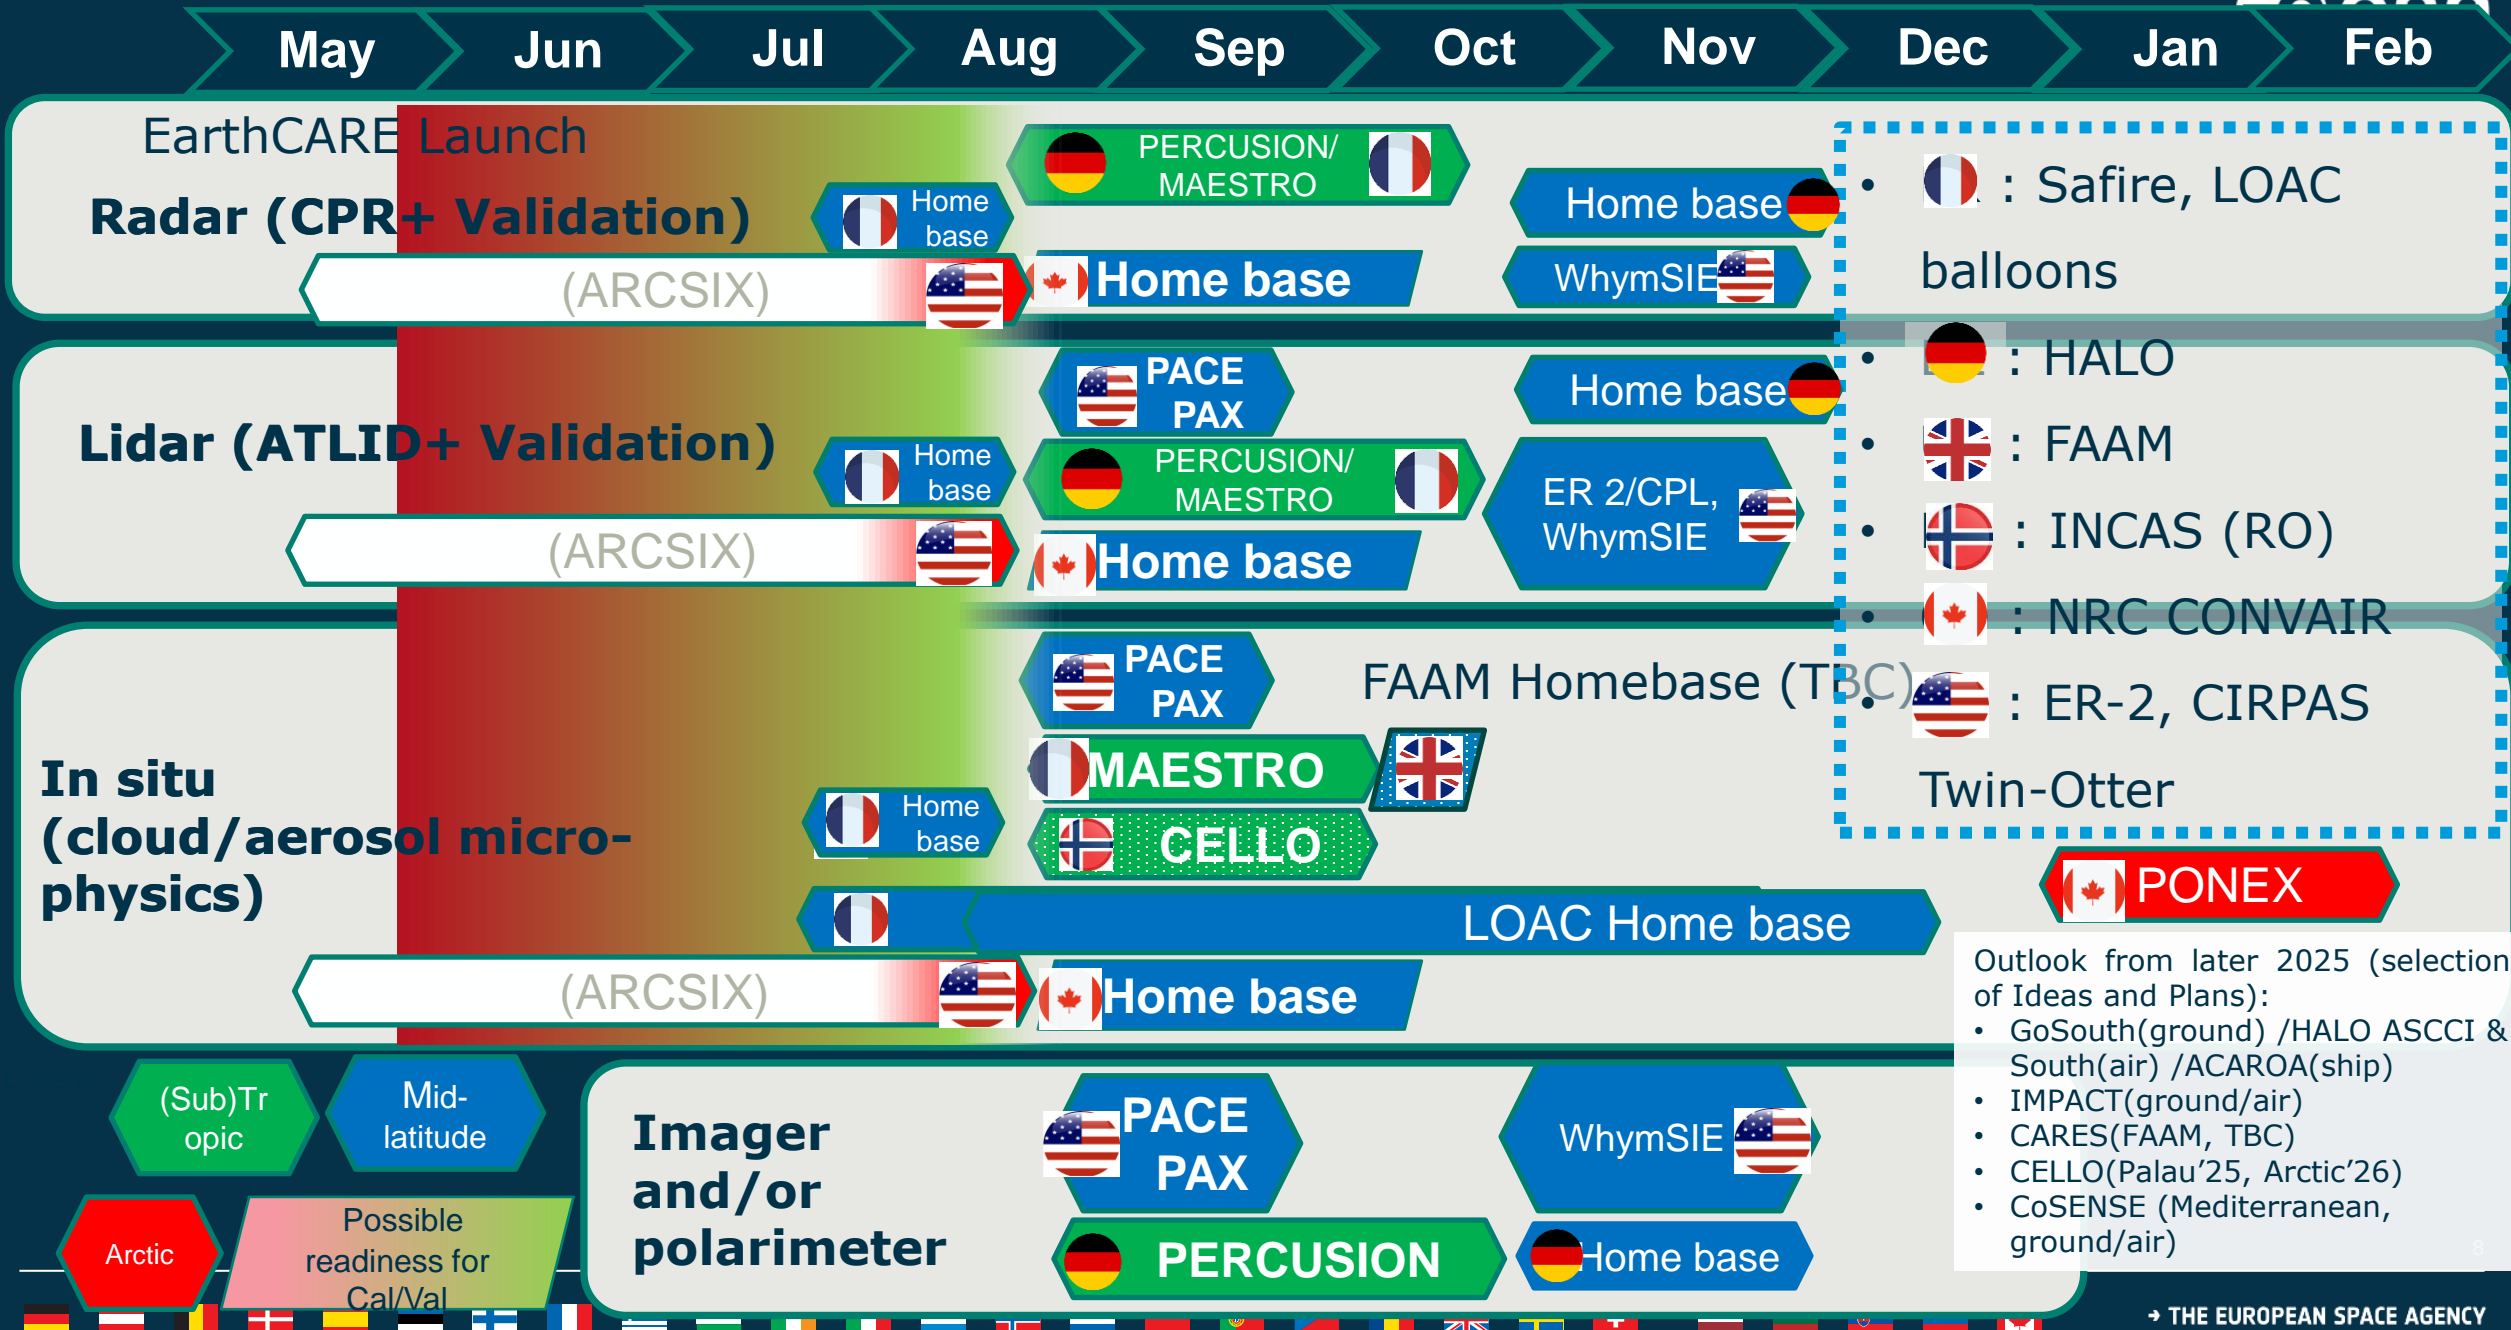 May Jun Jul Aug Sep Oct Nov Dec Jan Feb
EarthCARE Launch
Radar (CPR+ Validation)
Home
base
PERCUSION/
MAESTRO
Home base
(ARCSIX)
Home base
WhymSIE
Lidar (ATLID+ Validation)
PACE
PAX
Home base
Home
base
PERCUSION/
MAESTRO
ER 2/CPL,
WhymSIE
(ARCSIX)
Home base
In situ
(cloud/aerosol micro-
physics)
PACE
PAX
FAAM Homebase (TBC)
MAESTRO
Home
base
CELLO
LOAC Home base
(ARCSIX)
Home base
• : Safire, LOAC
balloons
• : HALO
• : FAAM
• : INCAS (RO)
• : NRC CONVAIR
• : ER-2, CIRPAS
Twin-Otter
PONEX
Outlook from later 2025 (selection
of Ideas and Plans):
• GoSouth(ground) /HALO ASCCI &
South(air) /ACAROA(ship)
• IMPACT(ground/air)
• CARES(FAAM, TBC)
• CELLO(Palau’25, Arctic’26)
• CoSENSE (Mediterranean,
ground/air)
(Sub)Tr
opic
Mid-
latitude
Arctic
Possible
readiness for
Cal/Val
Imager
and/or
polarimeter
PACE
PAX
WhymSIE
PERCUSION
Home base
8
→ THE EUROPEAN SPACE AGENCY